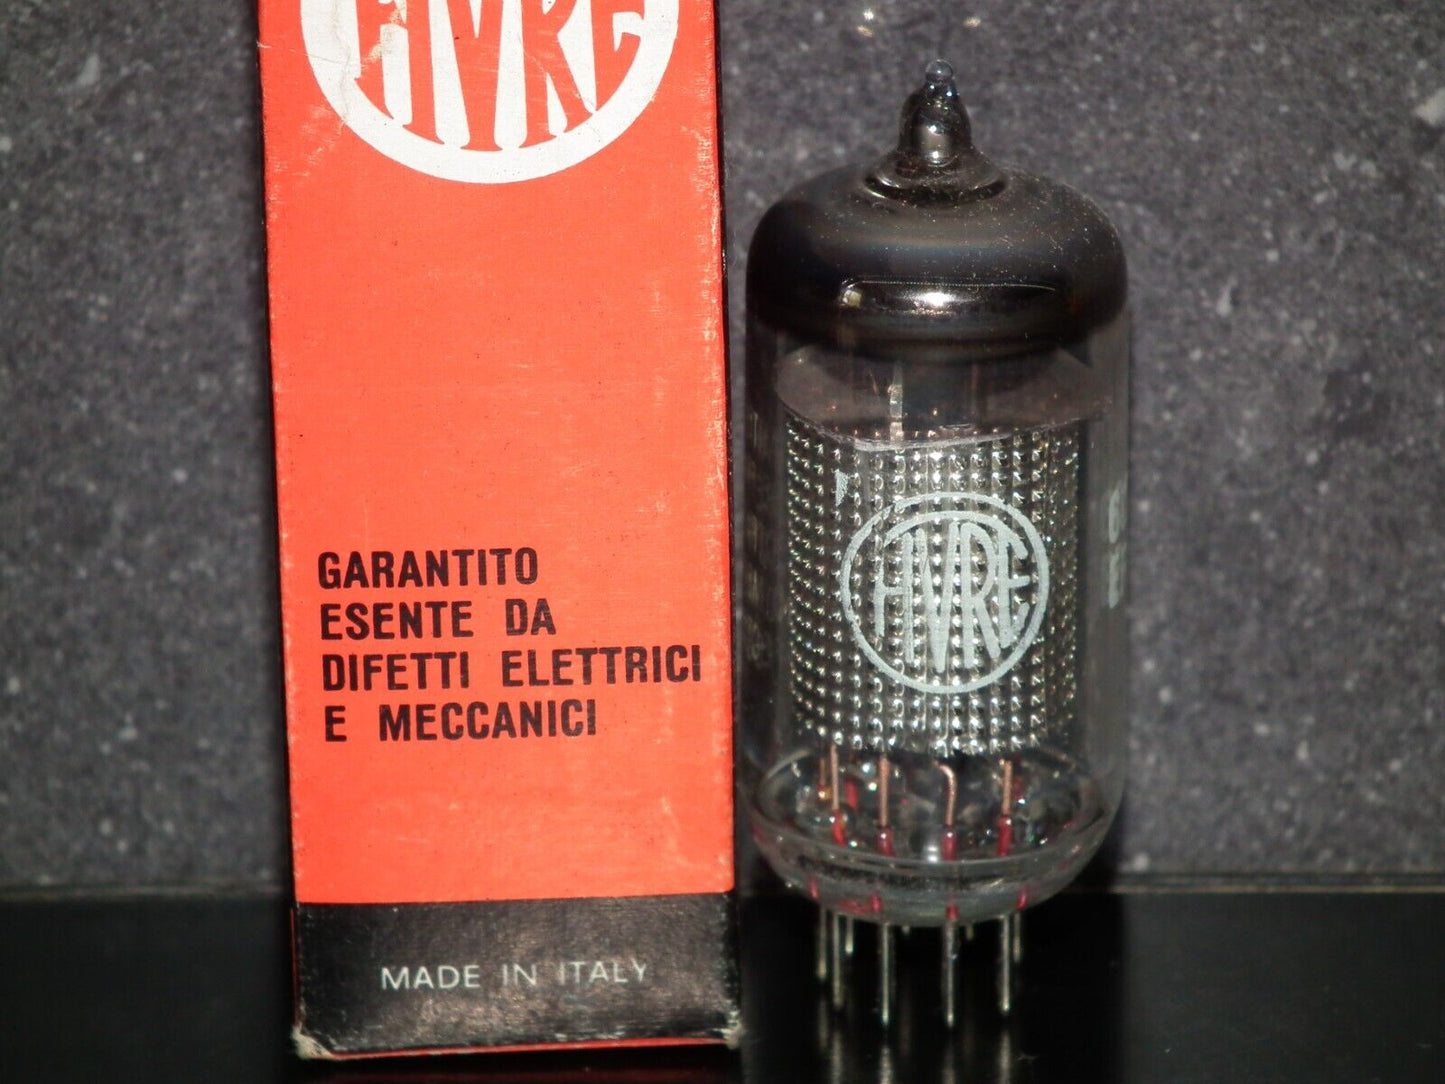 FIVRE
GARANTITO
ESENTE DA
DIFETTI ELETTRICI
E MECCANICI
MADE IN ITALY
FIVRE